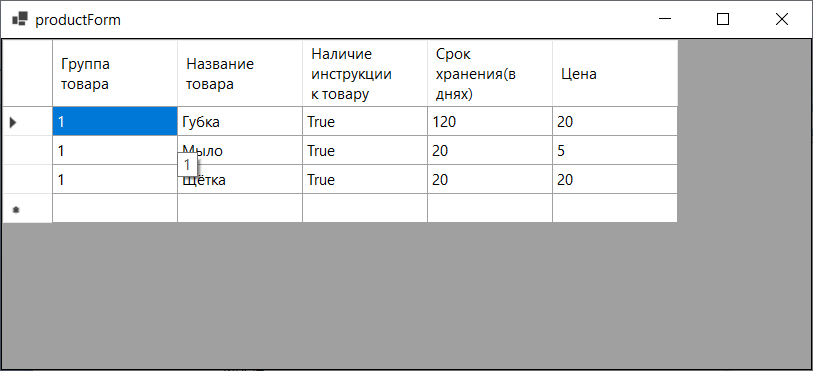 productForm
Группа товара
Название товара
Наличие инструкции к товару
Срок хранения(в днях)
Цена
1 Губка True 120 20
1 Мыло True 20 5
1
1 Щётка True 20 20